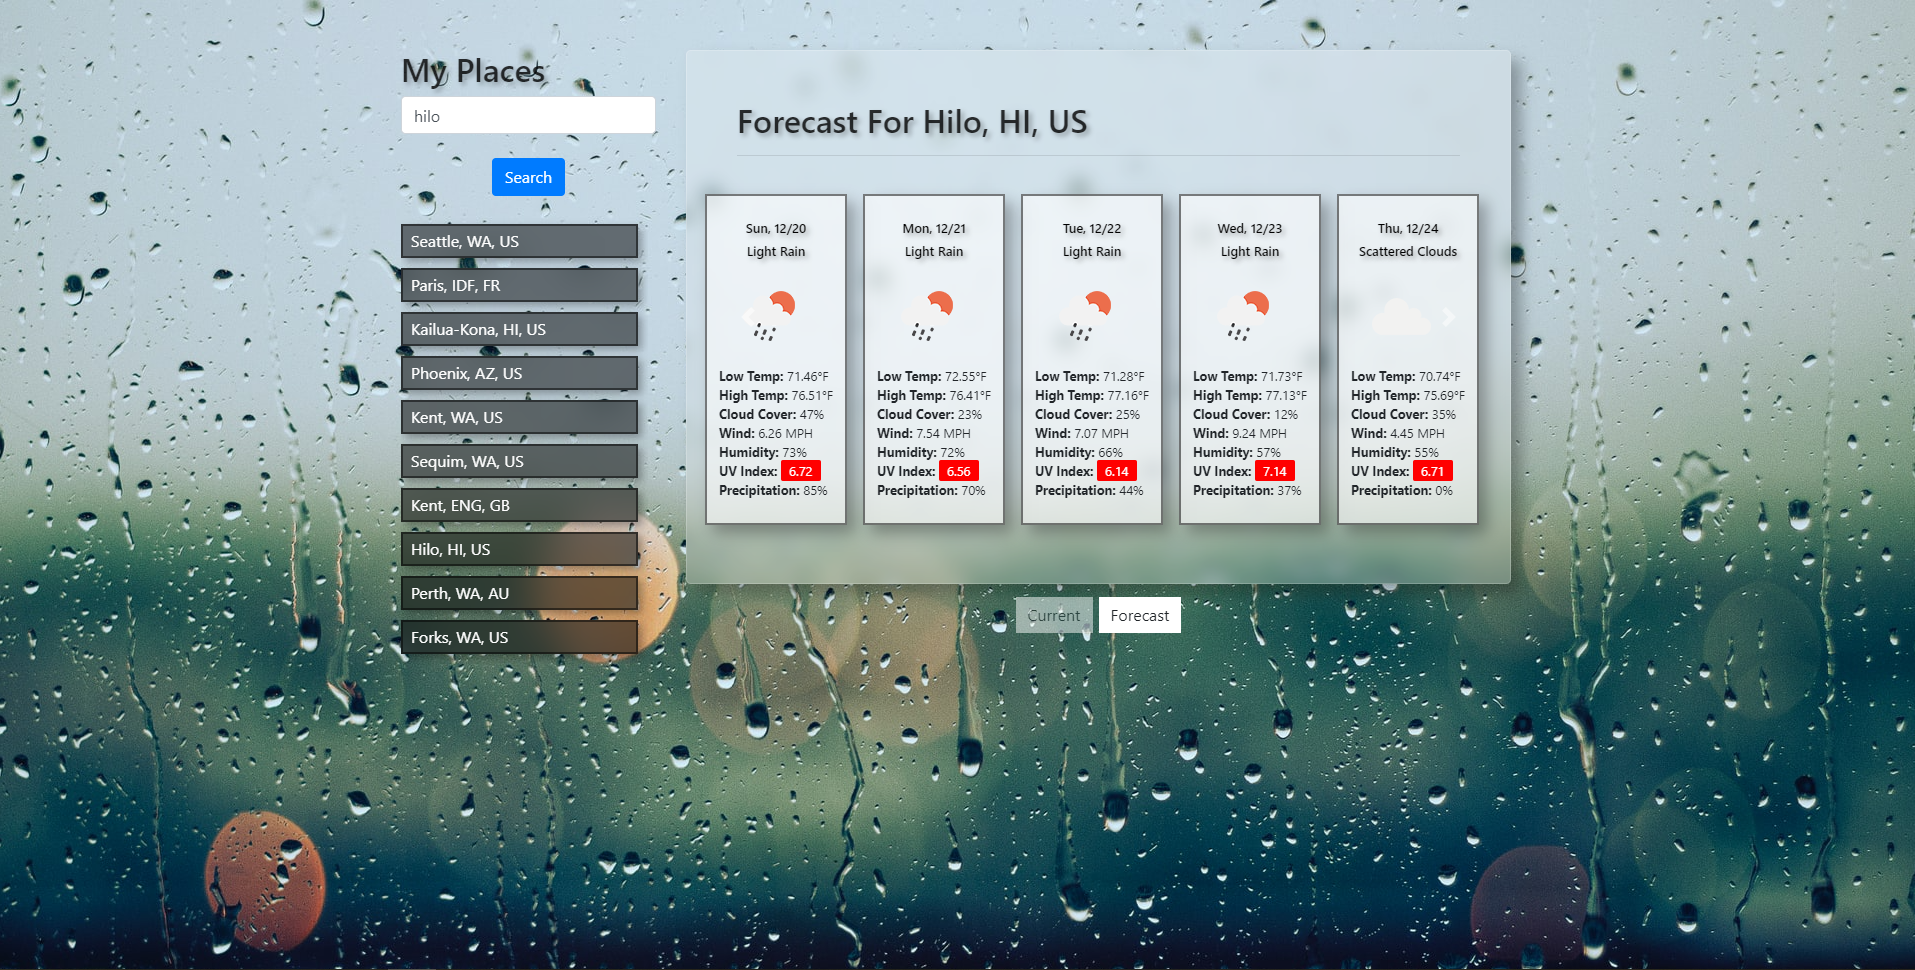 My Places
hilo
Search
Seattle, WA, US
Paris, IDF, FR
Kailua-Kona, HI, US
Phoenix, AZ, US
Kent, WA, US
Sequim, WA, US
Kent, ENG, GB
Hilo, HI, US
Perth, WA, AU
Forks, WA, US
Forecast For Hilo, HI, US
Sun, 12/20
Light Rain
Low Temp: 71.46°F
High Temp: 76.51°F
Cloud Cover: 47%
Wind: 6.26 MPH
Humidity: 73%
UV Index: 6.72
Precipitation: 85%
Mon, 12/21
Light Rain
Low Temp: 72.55°F
High Temp: 76.41°F
Cloud Cover: 23%
Wind: 7.54 MPH
Humidity: 72%
UV Index: 6.56
Precipitation: 70%
Tue, 12/22
Light Rain
Low Temp: 71.28°F
High Temp: 77.16°F
Cloud Cover: 25%
Wind: 7.07 MPH
Humidity: 66%
UV Index: 6.14
Precipitation: 44%
Wed, 12/23
Light Rain
Low Temp: 71.73°F
High Temp: 77.13°F
Cloud Cover: 12%
Wind: 9.24 MPH
Humidity: 57%
UV Index: 7.14
Precipitation: 37%
Thu, 12/24
Scattered Clouds
Low Temp: 70.74°F
High Temp: 75.69°F
Cloud Cover: 35%
Wind: 4.45 MPH
Humidity: 55%
UV Index: 6.71
Precipitation: 0%
Current
Forecast